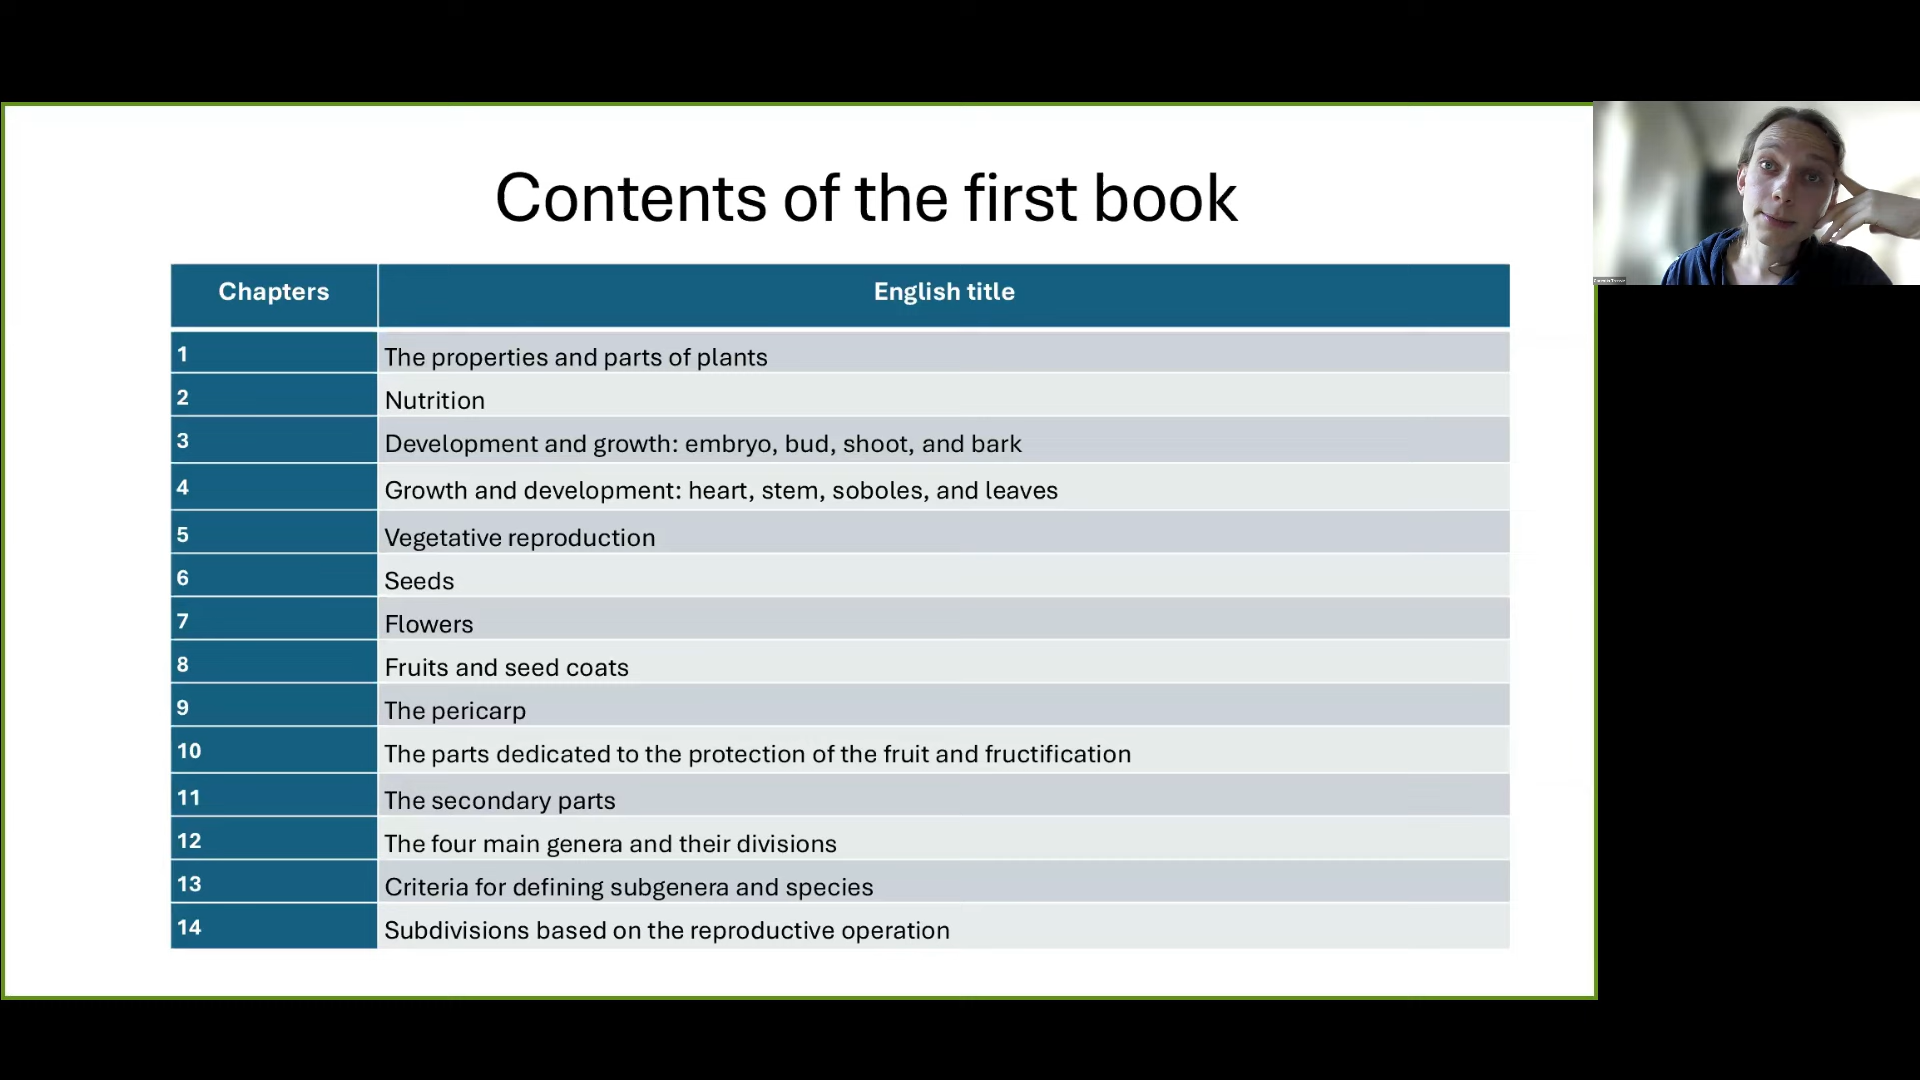 Contents of the first book
Chapters English title
1 The properties and parts of plants
2 Nutrition
3 Development and growth: embryo, bud, shoot, and bark
4 Growth and development: heart, stem, soboles, and leaves
5 Vegetative reproduction
6 Seeds
7 Flowers
8 Fruits and seed coats
9 The pericarp
10 The parts dedicated to the protection of the fruit and fructification
11 The secondary parts
12 The four main genera and their divisions
13 Criteria for defining subgenera and species
14 Subdivisions based on the reproductive operation